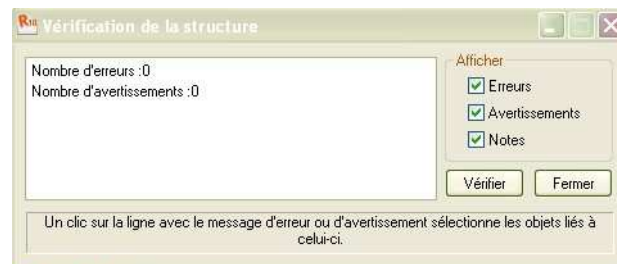 Vérification de la structure
Nombre d'erreurs :0
Nombre d'avertissements :0
Afficher
Erreurs
Avertissements
Notes
Vérifier
Fermer
Un clic sur la ligne avec le message d'erreur ou d'avertissement sélectionne les objets liés à
celui-ci.